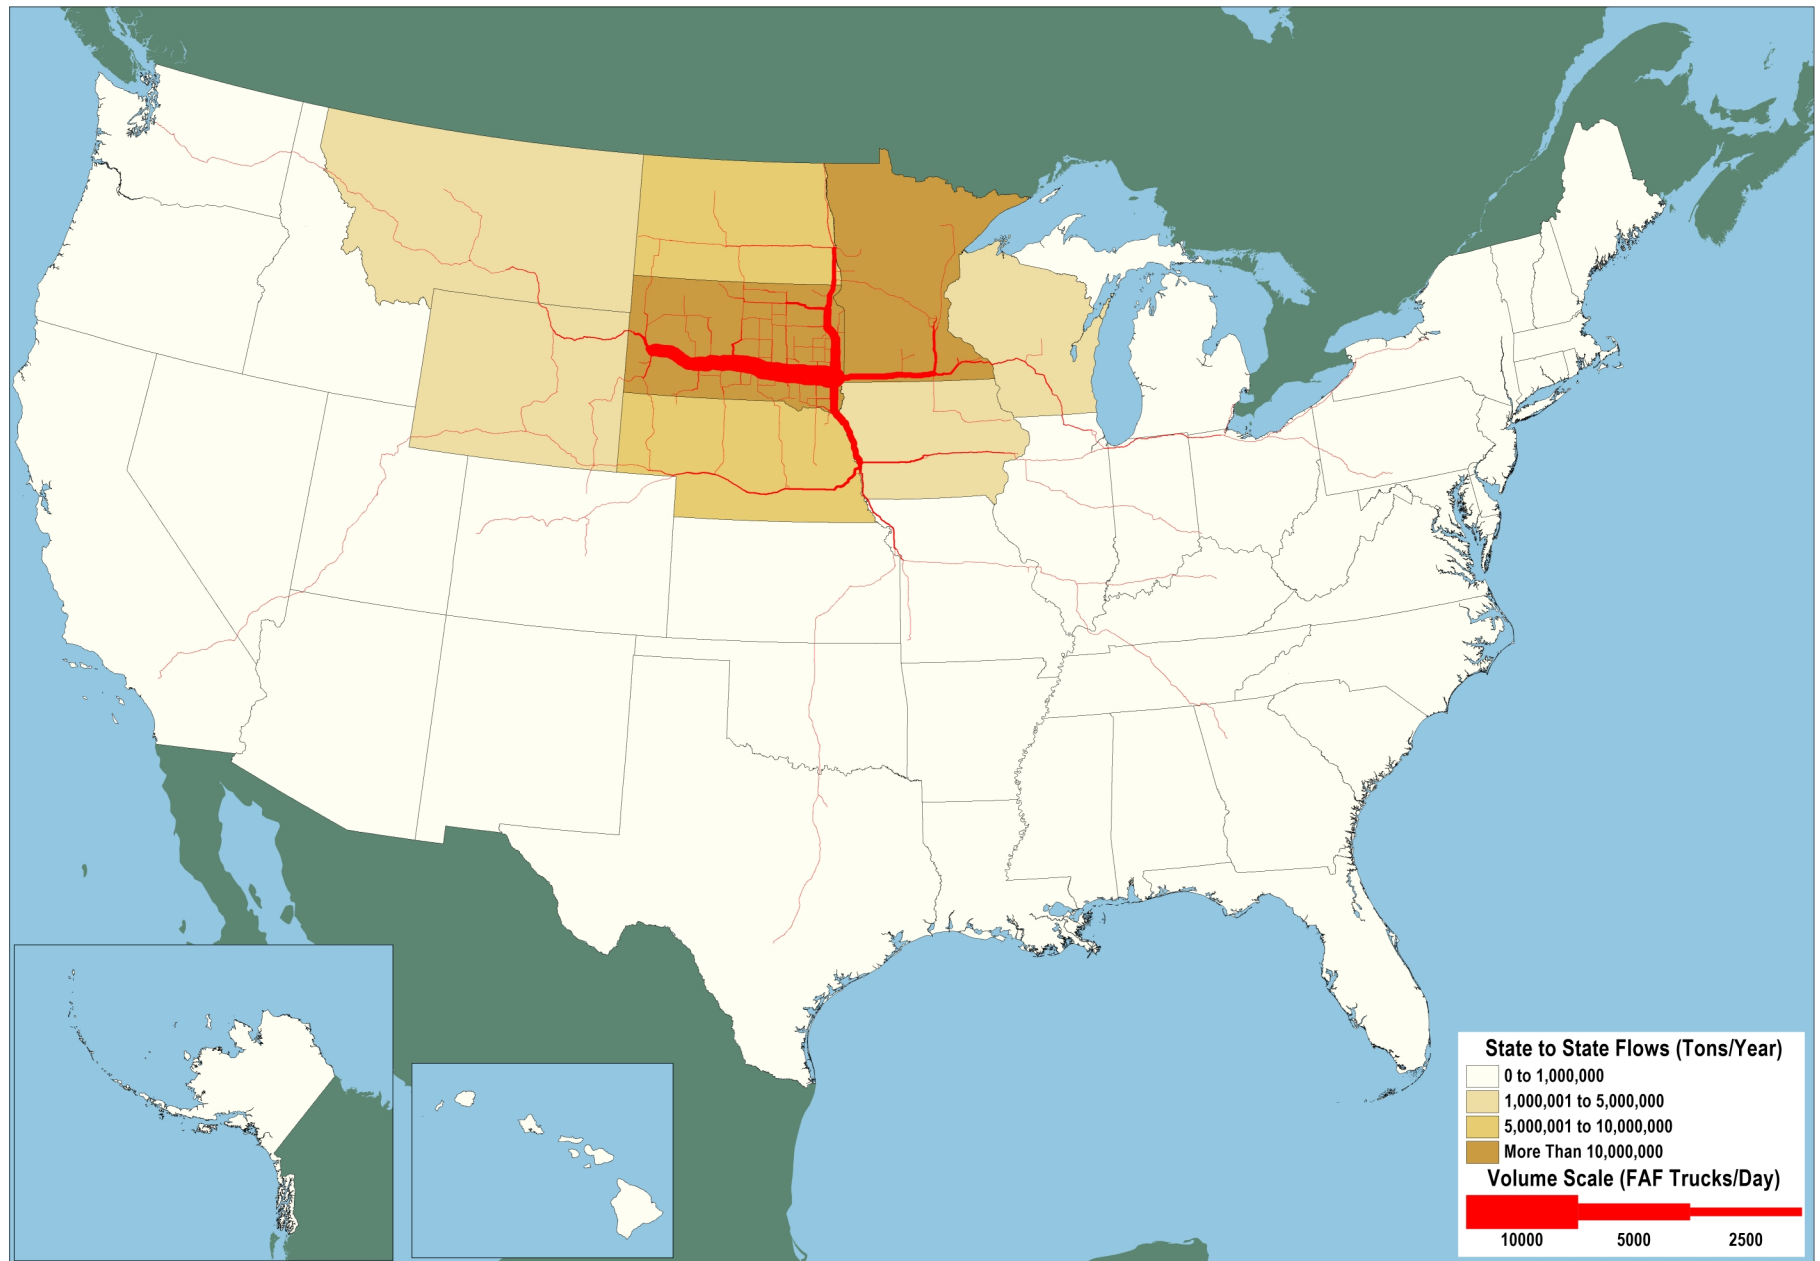 State to State Flows (Tons/Year)
0 to 1,000,000
1,000,001 to 5,000,000
5,000,001 to 10,000,000
More Than 10,000,000
Volume Scale (FAF Trucks/Day)
10000 5000 2500